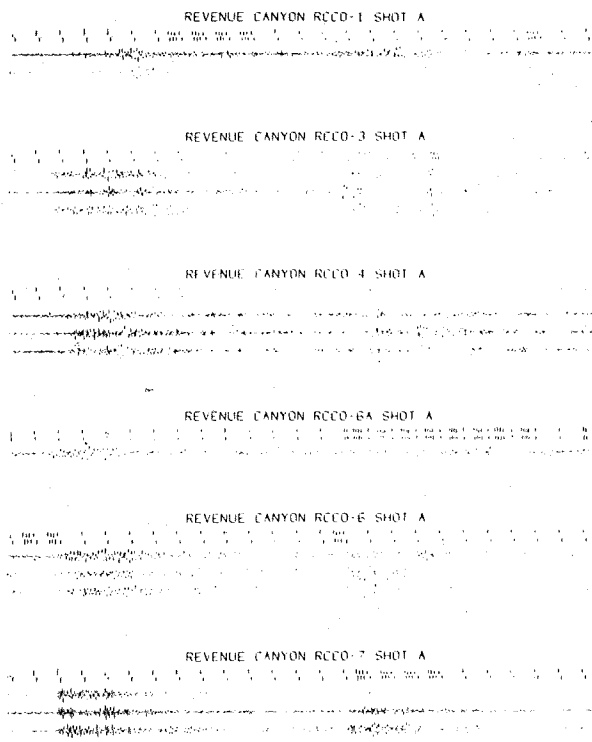 REVENUE CANYON RCCO-1 SHOT A
REVENUE CANYON RCCO-3 SHOT A
REVENUE CANYON RCCO-4 SHOT A
REVENUE CANYON RCCO-6A SHOT A
REVENUE CANYON RCCO-6 SHOT A
REVENUE CANYON RCCO-7 SHOT A